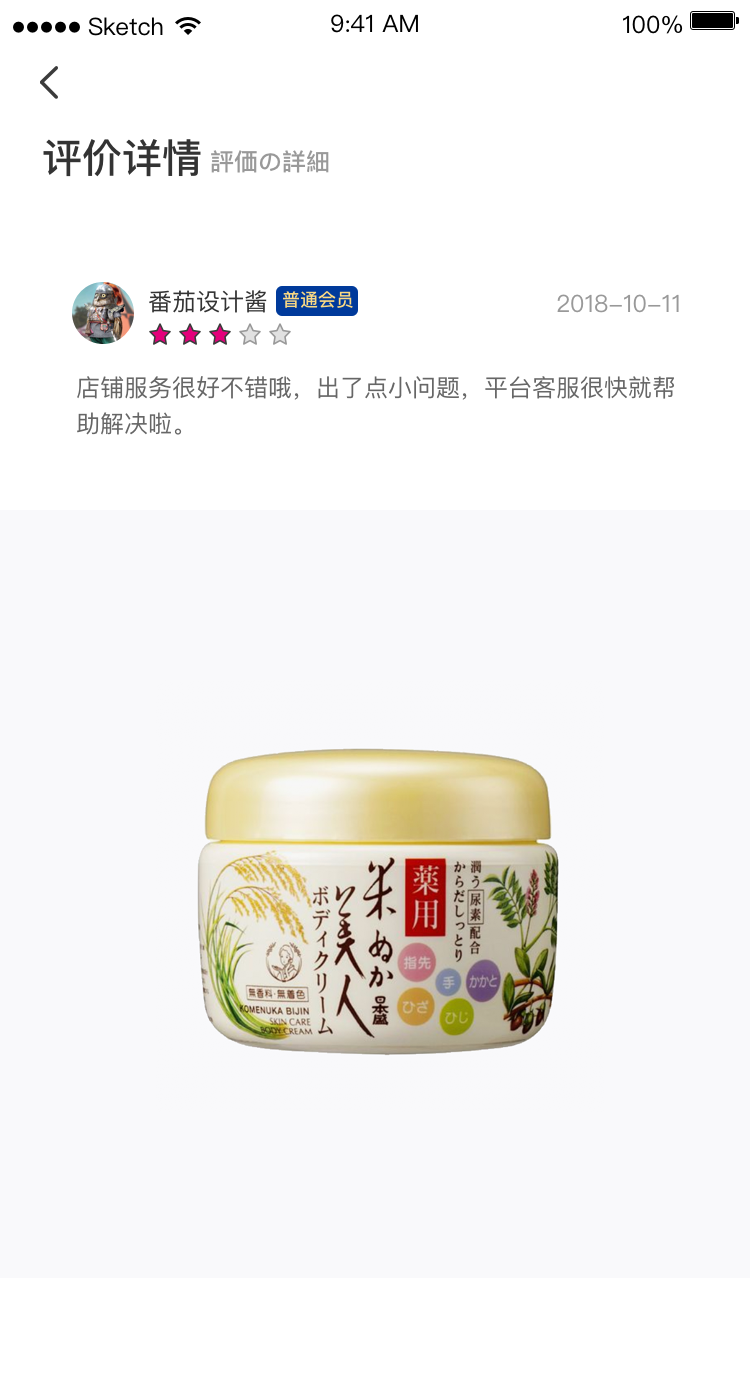 Sketch
9:41 AM
100%
评价详情 評価の詳細
番茄设计酱 普通会员
2018-10-11
店铺服务很好不错哦，出了点小问题，平台客服很快就帮
助解决啦。
潤う尿素配合
からだしっとり
薬用
米ぬか美人
日本盛
ボディクリーム
指先
手
かかと
ひざ
ひじ
無香料·無着色
KOMENUKA BIJIN
SKIN CARE
BODY CREAM